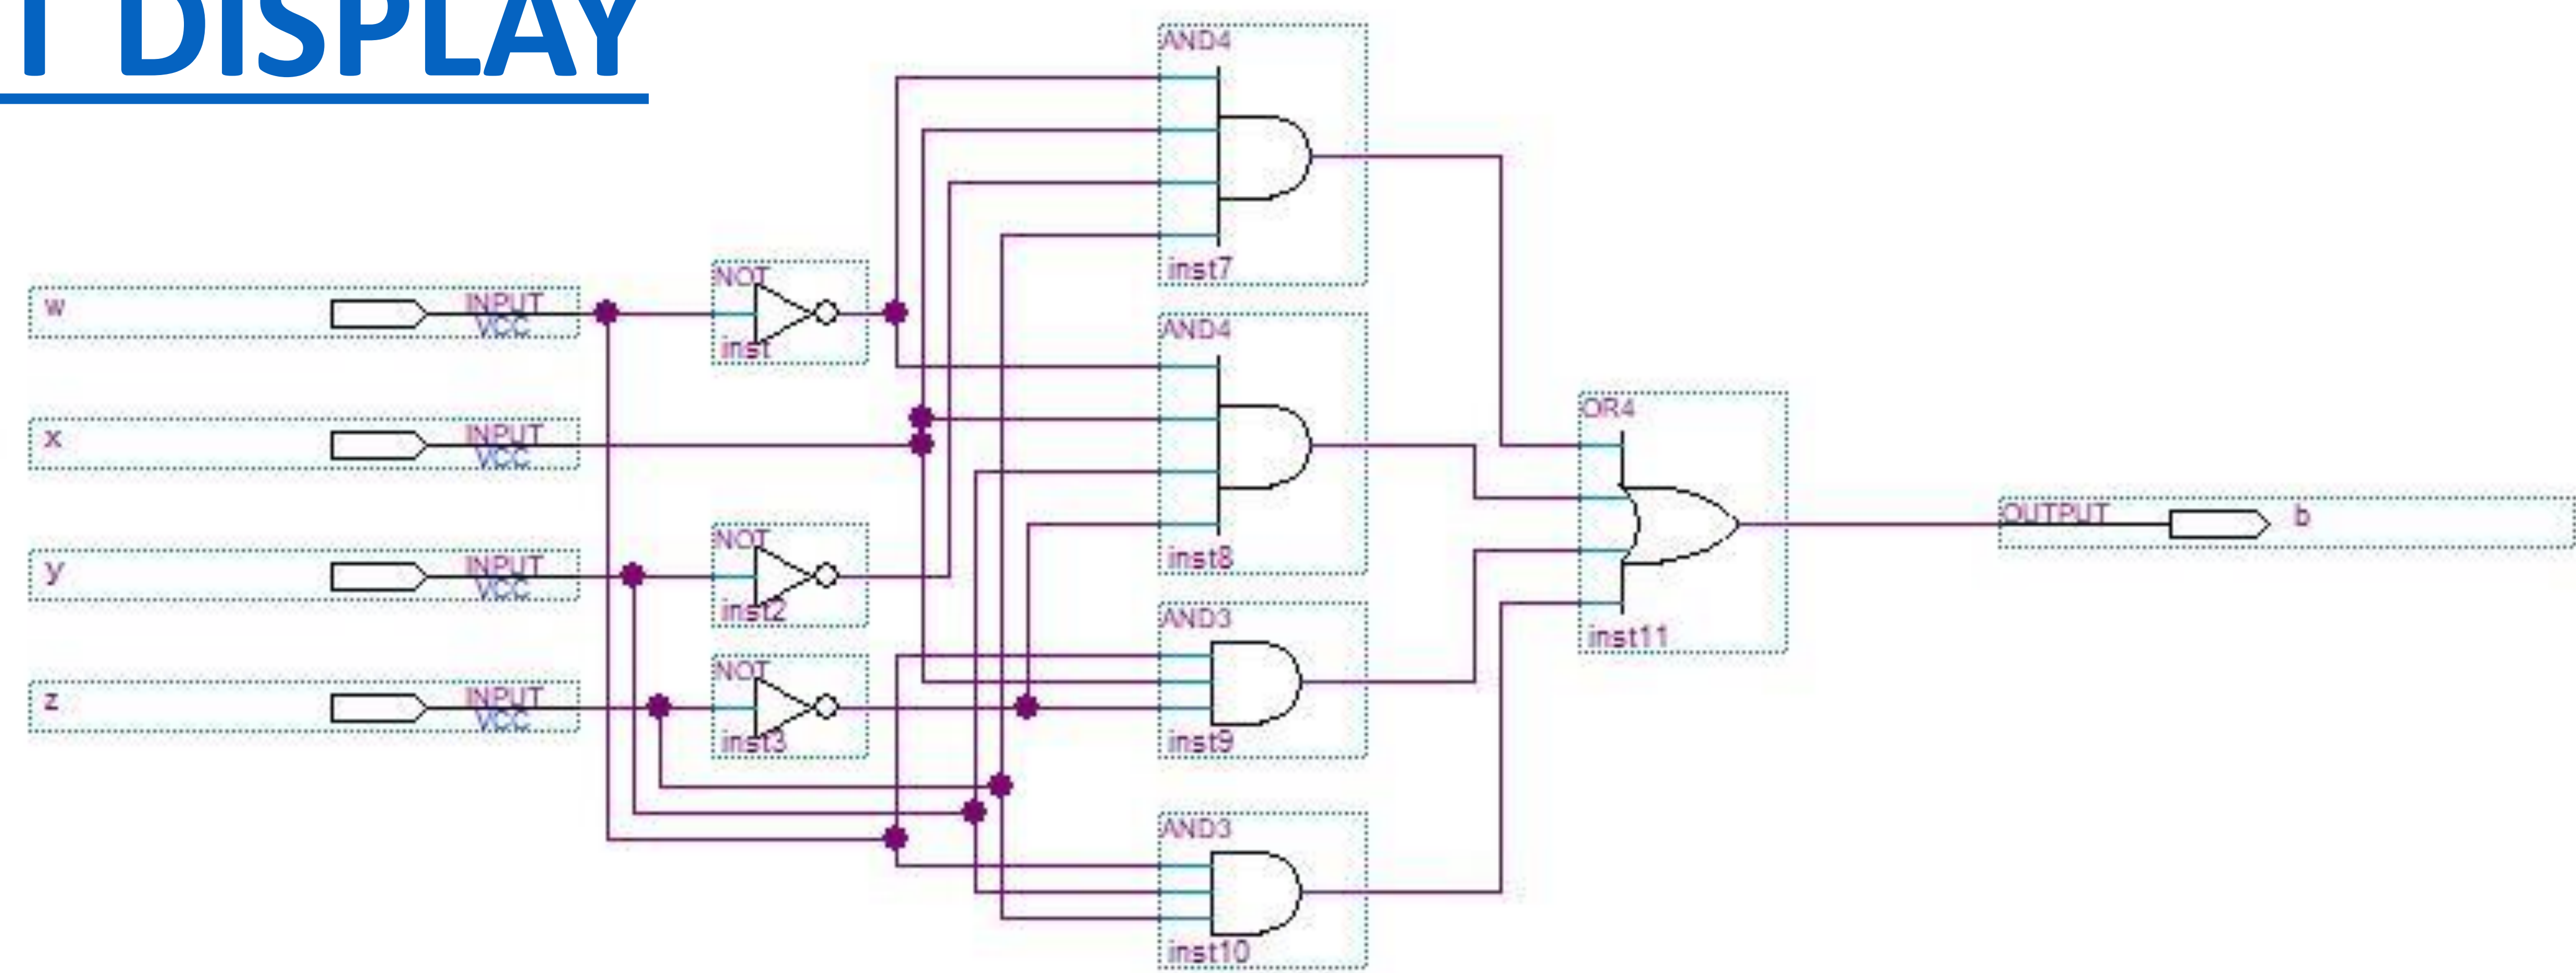 T DISPLAY
AND4
inst7
w
INPUT
VCC
NOT
inst
AND4
inst8
x
INPUT
VCC
OR4
inst11
OUTPUT
b
y
INPUT
VCC
NOT
inst2
AND3
inst9
z
INPUT
VCC
NOT
inst3
AND3
inst10